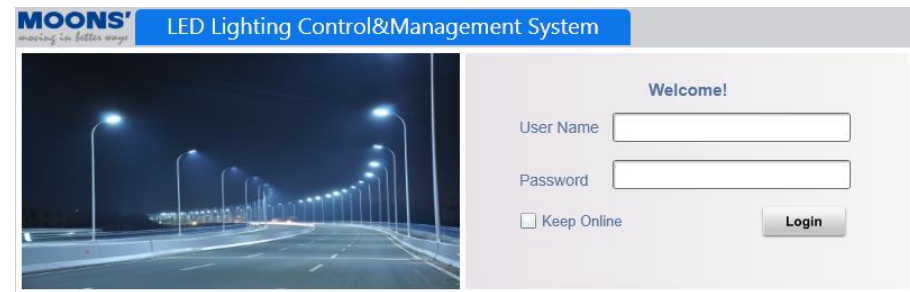 MOONS'
moving in better ways
LED Lighting Control&Management System
Welcome!
User Name
Password
Keep Online
Login